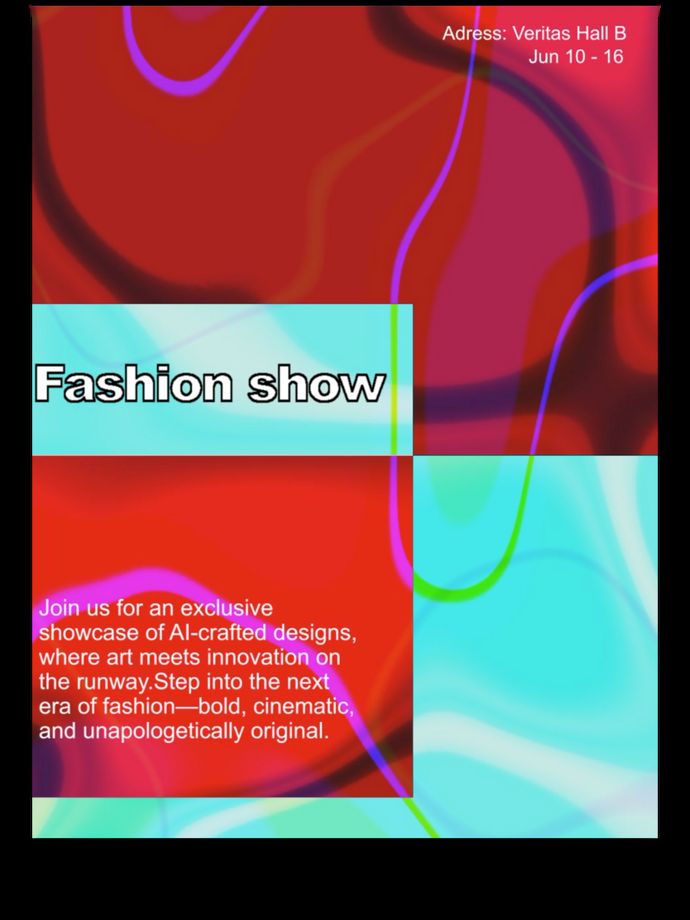 Adress: Veritas Hall B
Jun 10 - 16
Fashion show
Join us for an exclusive
showcase of AI-crafted designs,
where art meets innovation on
the runway.Step into the next
era of fashion—bold, cinematic,
and unapologetically original.